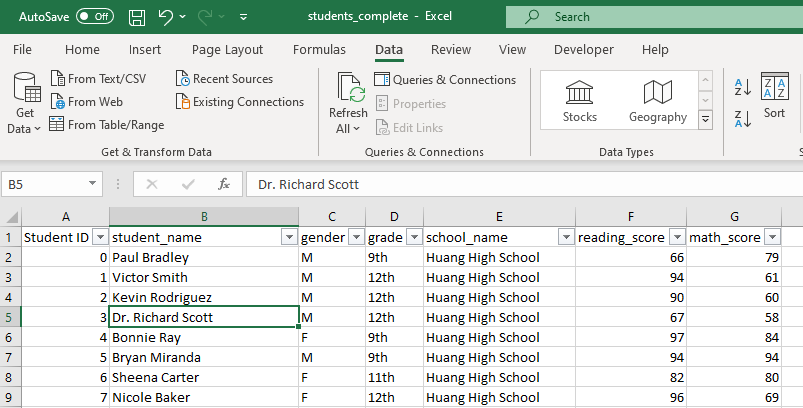 AutoSave Off students_complete - Excel Search
File Home Insert Page Layout Formulas Data Review View Developer Help
Get Data
From Text/CSV
From Web
From Table/Range
Recent Sources
Existing Connections
Get & Transform Data
Refresh All
Queries & Connections
Properties
Edit Links
Queries & Connections
Stocks Geography
Data Types
Sort
B5 fx Dr. Richard Scott
A B C D E F G
1 Student ID student_name gender grade school_name reading_score math_score
2 0 Paul Bradley M 9th Huang High School 66 79
3 1 Victor Smith M 12th Huang High School 94 61
4 2 Kevin Rodriguez M 12th Huang High School 90 60
5 3 Dr. Richard Scott M 12th Huang High School 67 58
6 4 Bonnie Ray F 9th Huang High School 97 84
7 5 Bryan Miranda M 9th Huang High School 94 94
8 6 Sheena Carter F 11th Huang High School 82 80
9 7 Nicole Baker F 12th Huang High School 96 69